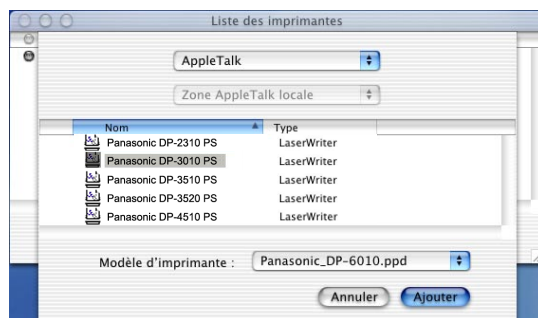 Liste des imprimantes
AppleTalk
Zone AppleTalk locale
Nom Type
Panasonic DP-2310 PS LaserWriter
Panasonic DP-3010 PS LaserWriter
Panasonic DP-3510 PS LaserWriter
Panasonic DP-3520 PS LaserWriter
Panasonic DP-4510 PS LaserWriter
Modèle d'imprimante : Panasonic_DP-6010.ppd
Annuler Ajouter